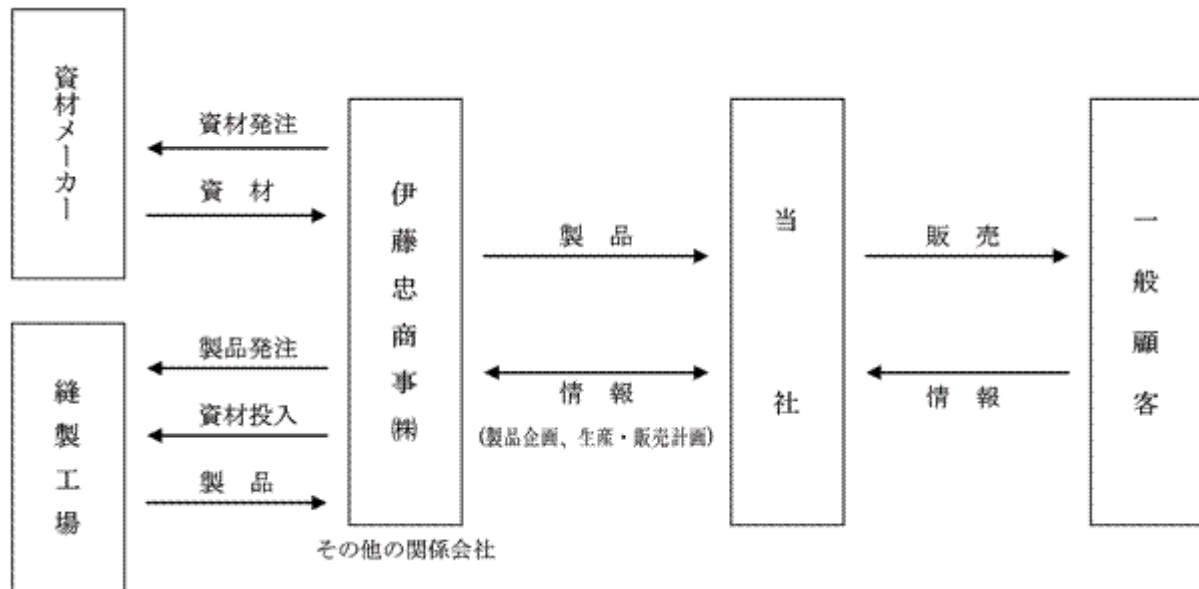 資材メーカー
資材発注
資 材
縫製工場
製品発注
資材投入
製 品
伊藤忠商事㈱
その他の関係会社
製 品
情 報
(製品企画、生産・販売計画)
当社
販 売
情 報
一般顧客